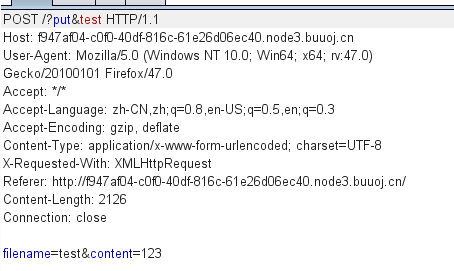 POST /?put&test HTTP/1.1
Host: f947af04-c0f0-40df-816c-61e26d06ec40.node3.buuoj.cn
User-Agent: Mozilla/5.0 (Windows NT 10.0; Win64; x64; rv:47.0)
Gecko/20100101 Firefox/47.0
Accept: */*
Accept-Language: zh-CN,zh;q=0.8,en-US;q=0.5,en;q=0.3
Accept-Encoding: gzip, deflate
Content-Type: application/x-www-form-urlencoded; charset=UTF-8
X-Requested-With: XMLHttpRequest
Referer: http://f947af04-c0f0-40df-816c-61e26d06ec40.node3.buuoj.cn/
Content-Length: 2126
Connection: close
filename=test&content=123